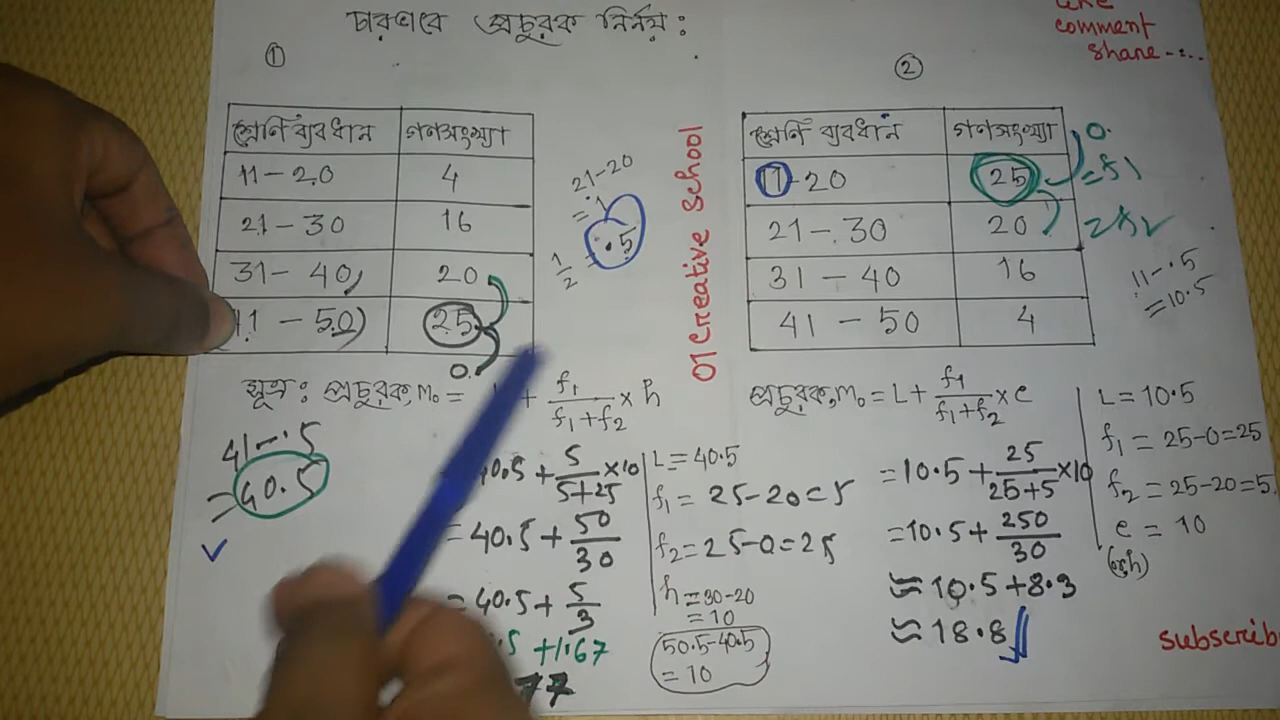 চারভাবে প্রচুরক নির্নয়:
comment
share-...
①
শ্রেণি ব্যবধান গণসংখ্যা
11-20 4
21-30 16
31-40 20
- 50 25
0
21-20
= .1
1/2 = .5
01 Creative school
②
শ্রেণি ব্যবধান গণসংখ্যা
11-20 25
21-30 20
31-40 16
41-50 4
0.
=f1
11-.5
=10.5
সূত্র: প্রচুরক, m₀ = + f₁/(f₁+f₂) × h
41-.5
= 40.5
40.5 + 5/(5+25) ×10
= 40.5 + 50/30
= 40.5 + 5/3
.5 +1.67
77
L = 40.5
f₁ = 25-20=5
f₂ = 25-0=25
h = 30-20
= 10
50.5-40.5
= 10
প্রচুরক, m₀ = L + f₁/(f₁+f₂) × c
= 10.5 + 25/(25+5) ×10
= 10.5 + 250/30
≈ 10.5+8.3
≈ 18.8
L = 10.5
f₁ = 25-0=25
f₂ = 25-20=5
c = 10
subscrib